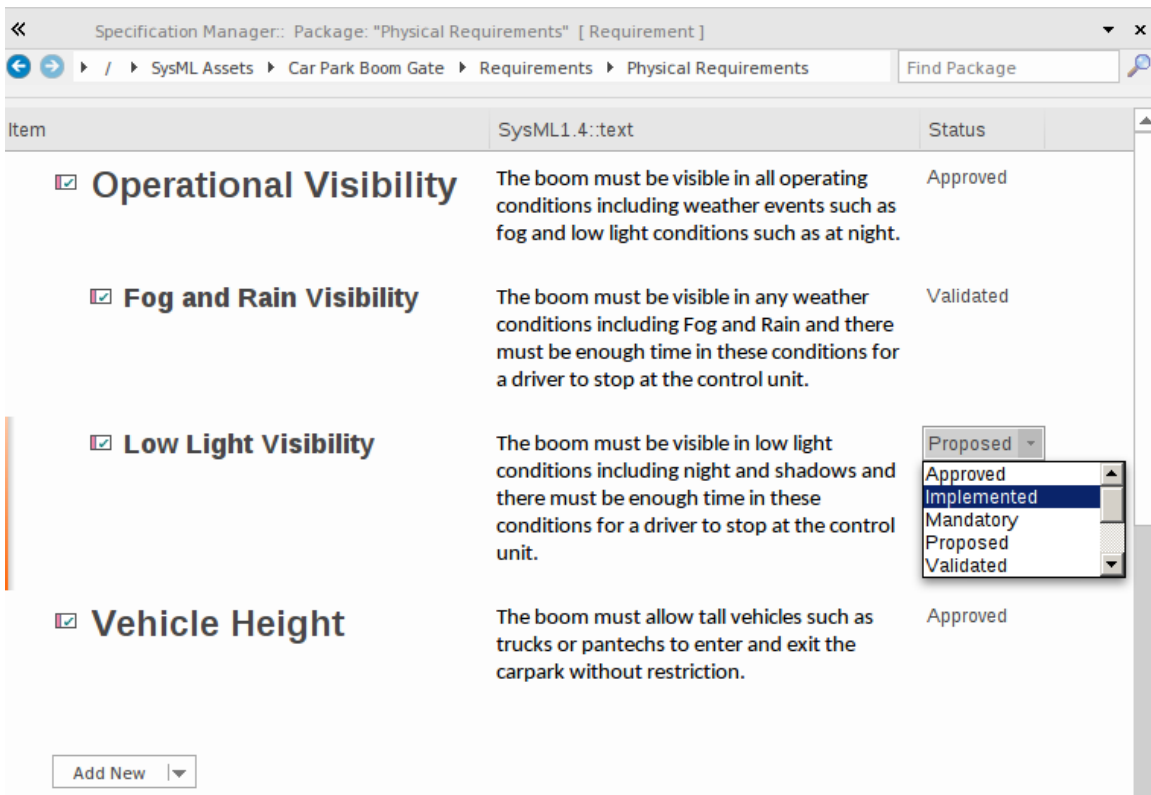 Specification Manager:: Package: "Physical Requirements" [ Requirement ]
/ SysML Assets Car Park Boom Gate Requirements Physical Requirements Find Package
Item SysML1.4::text Status
Operational Visibility
The boom must be visible in all operating
conditions including weather events such as
fog and low light conditions such as at night.
Approved
Fog and Rain Visibility
The boom must be visible in any weather
conditions including Fog and Rain and there
must be enough time in these conditions for
a driver to stop at the control unit.
Validated
Low Light Visibility
The boom must be visible in low light
conditions including night and shadows and
there must be enough time in these
conditions for a driver to stop at the control
unit.
Proposed
Approved
Implemented
Mandatory
Proposed
Validated
Vehicle Height
The boom must allow tall vehicles such as
trucks or pantechs to enter and exit the
carpark without restriction.
Approved
Add New